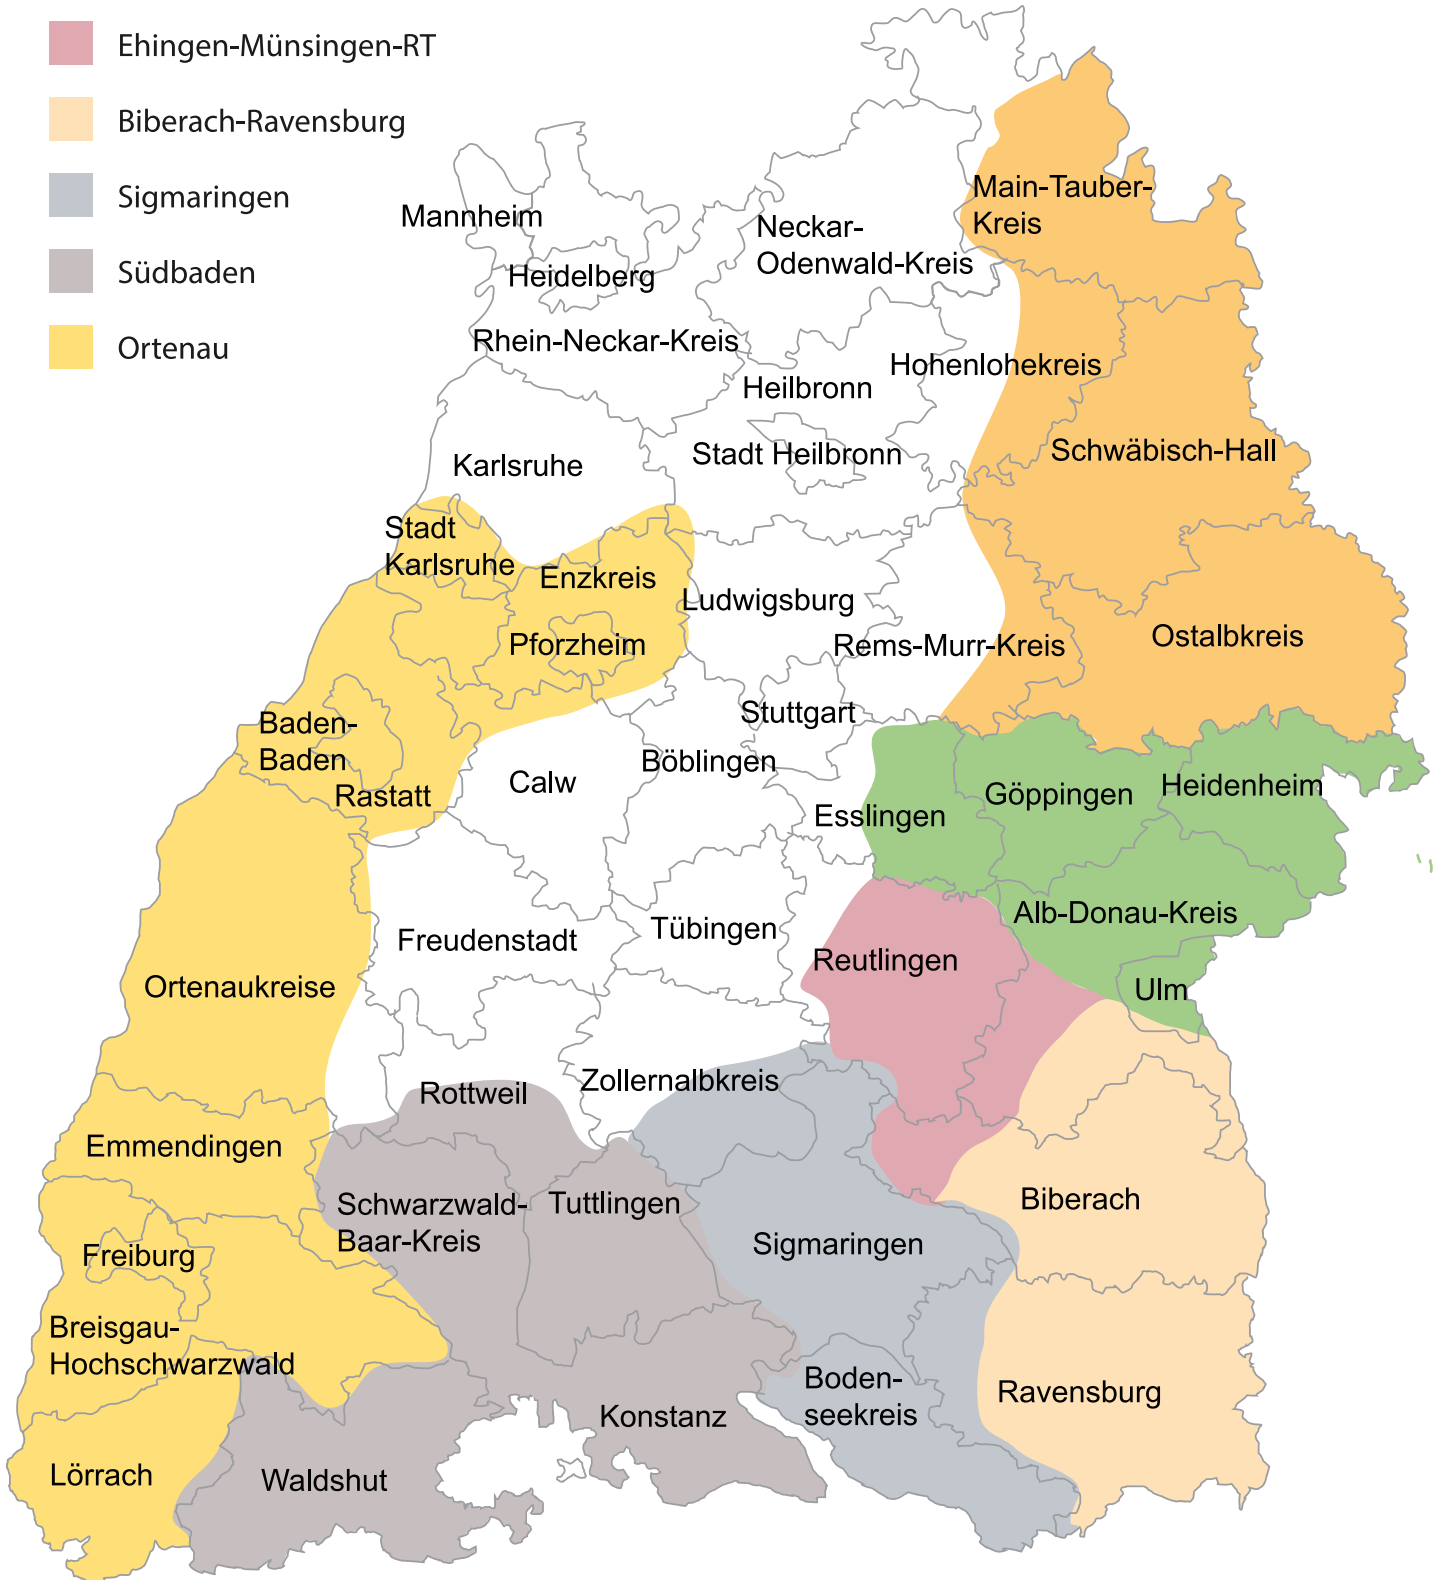 Ehingen-Münsingen-RT
Biberach-Ravensburg
Sigmaringen
Südbaden
Ortenau
Main-Tauber-
Kreis
Mannheim
Neckar-
Odenwald-Kreis
Heidelberg
Rhein-Neckar-Kreis
Hohenlohekreis
Heilbronn
Schwäbisch-Hall
Stadt Heilbronn
Karlsruhe
Stadt
Karlsruhe
Enzkreis
Ludwigsburg
Ostalbkreis
Pforzheim
Rems-Murr-Kreis
Stuttgart
Baden-
Baden
Böblingen
Calw
Rastatt
Esslingen
Göppingen
Heidenheim
Alb-Donau-Kreis
Tübingen
Freudenstadt
Reutlingen
Ortenaukreise
Ulm
Zollernalbkreis
Rottweil
Emmendingen
Schwarzwald-
Baar-Kreis
Tuttlingen
Biberach
Sigmaringen
Freiburg
Breisgau-
Hochschwarzwald
Boden-
seekreis
Ravensburg
Konstanz
Lörrach
Waldshut